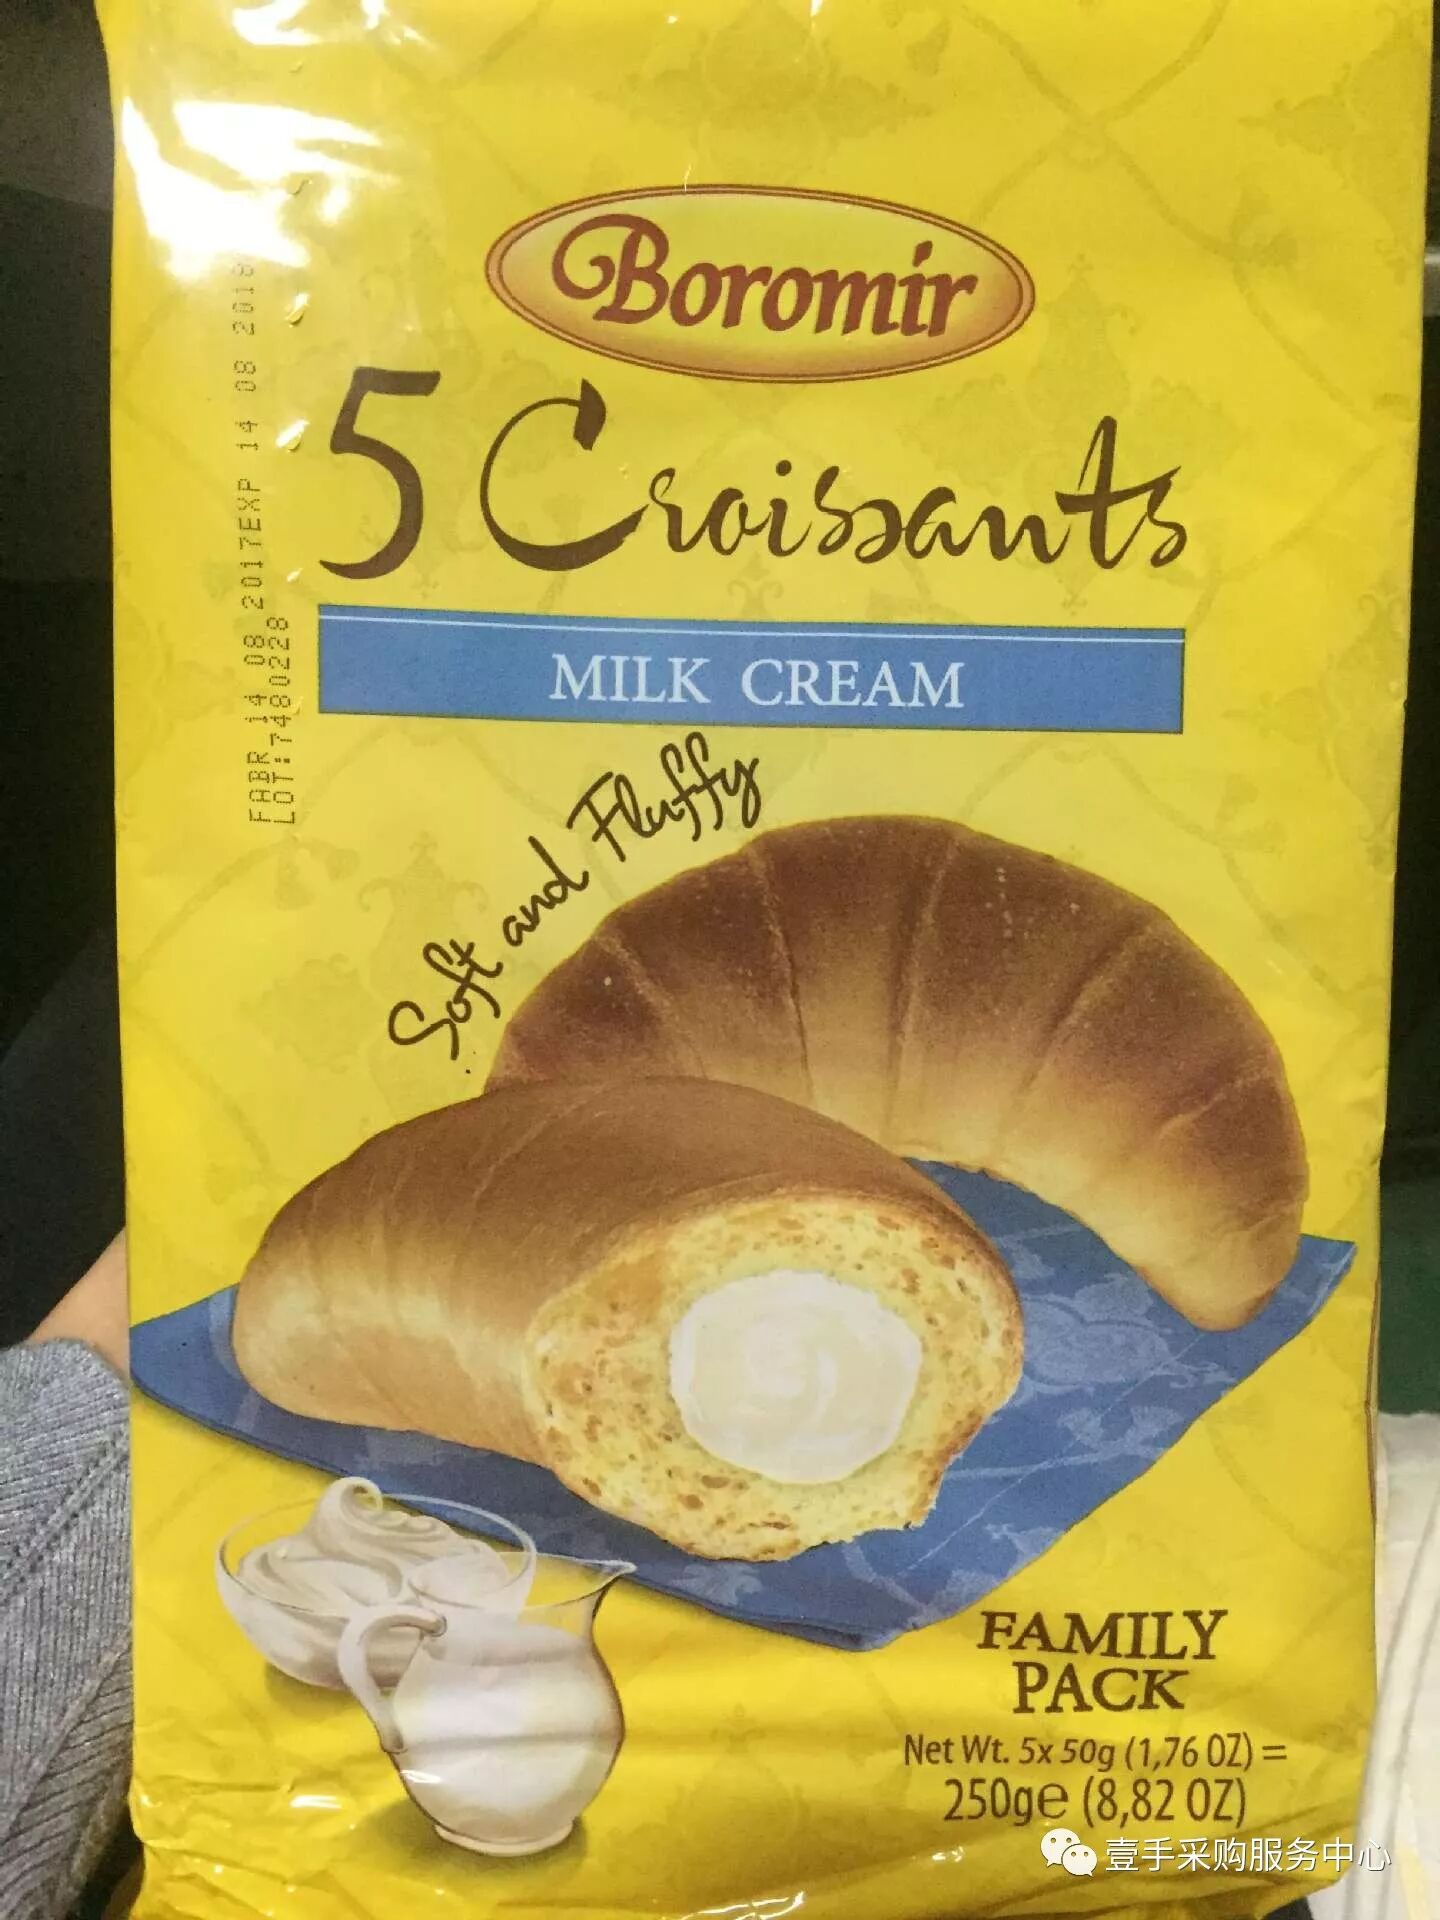 Boromir
5 Croissants
MILK CREAM
Soft and Fluffy
FABR 14 08 2017EXP 14 08 2018
LOT:7480228
FAMILY
PACK
Net Wt. 5x 50g (1,76 OZ) =
250g℮ (8,82 OZ)
壹手采购服务中心